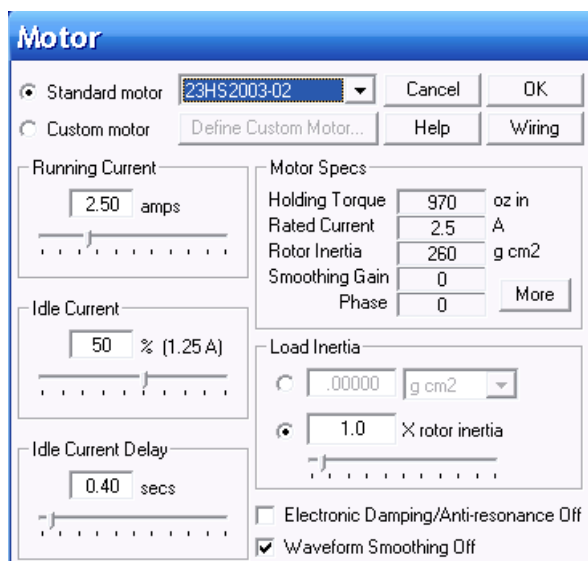 Motor
Standard motor 23HS2003-02 Cancel OK
Custom motor Define Custom Motor... Help Wiring
Running Current
2.50 amps
Idle Current
50 % (1.25 A)
Idle Current Delay
0.40 secs
Motor Specs
Holding Torque 970 oz in
Rated Current 2.5 A
Rotor Inertia 260 g cm2
Smoothing Gain 0
Phase 0
More
Load Inertia
.00000 g cm2
1.0 X rotor inertia
Electronic Damping/Anti-resonance Off
Waveform Smoothing Off